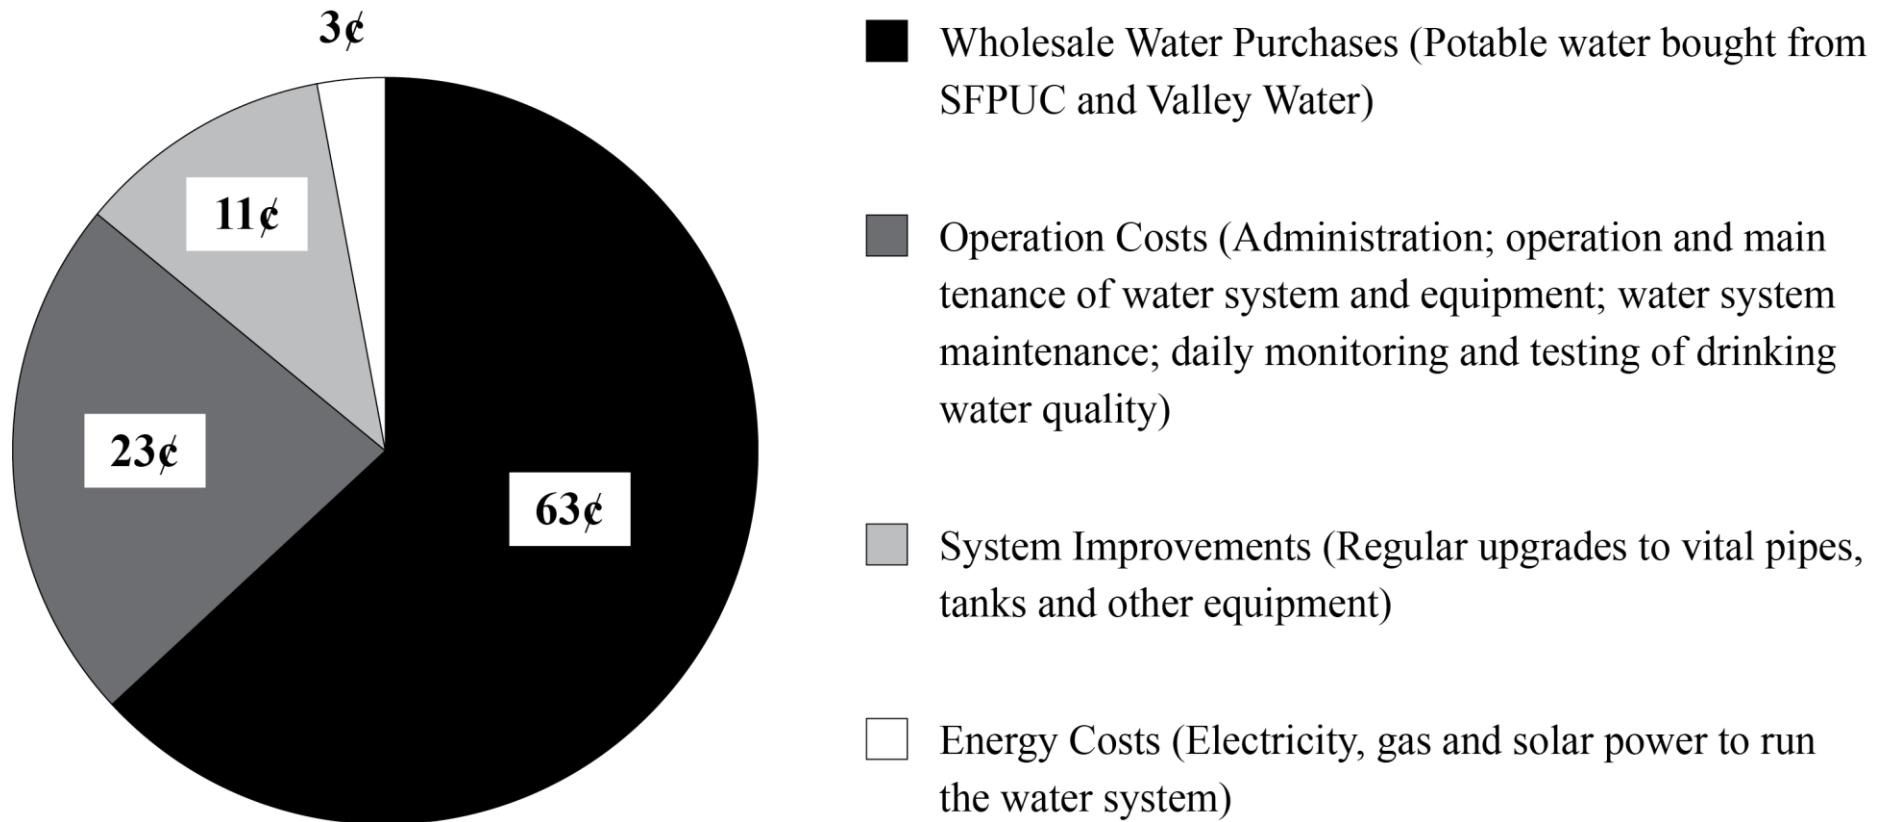 3¢
11¢
23¢
63¢
Wholesale Water Purchases (Potable water bought from
SFPUC and Valley Water)
Operation Costs (Administration; operation and main
tenance of water system and equipment; water system
maintenance; daily monitoring and testing of drinking
water quality)
System Improvements (Regular upgrades to vital pipes,
tanks and other equipment)
Energy Costs (Electricity, gas and solar power to run
the water system)